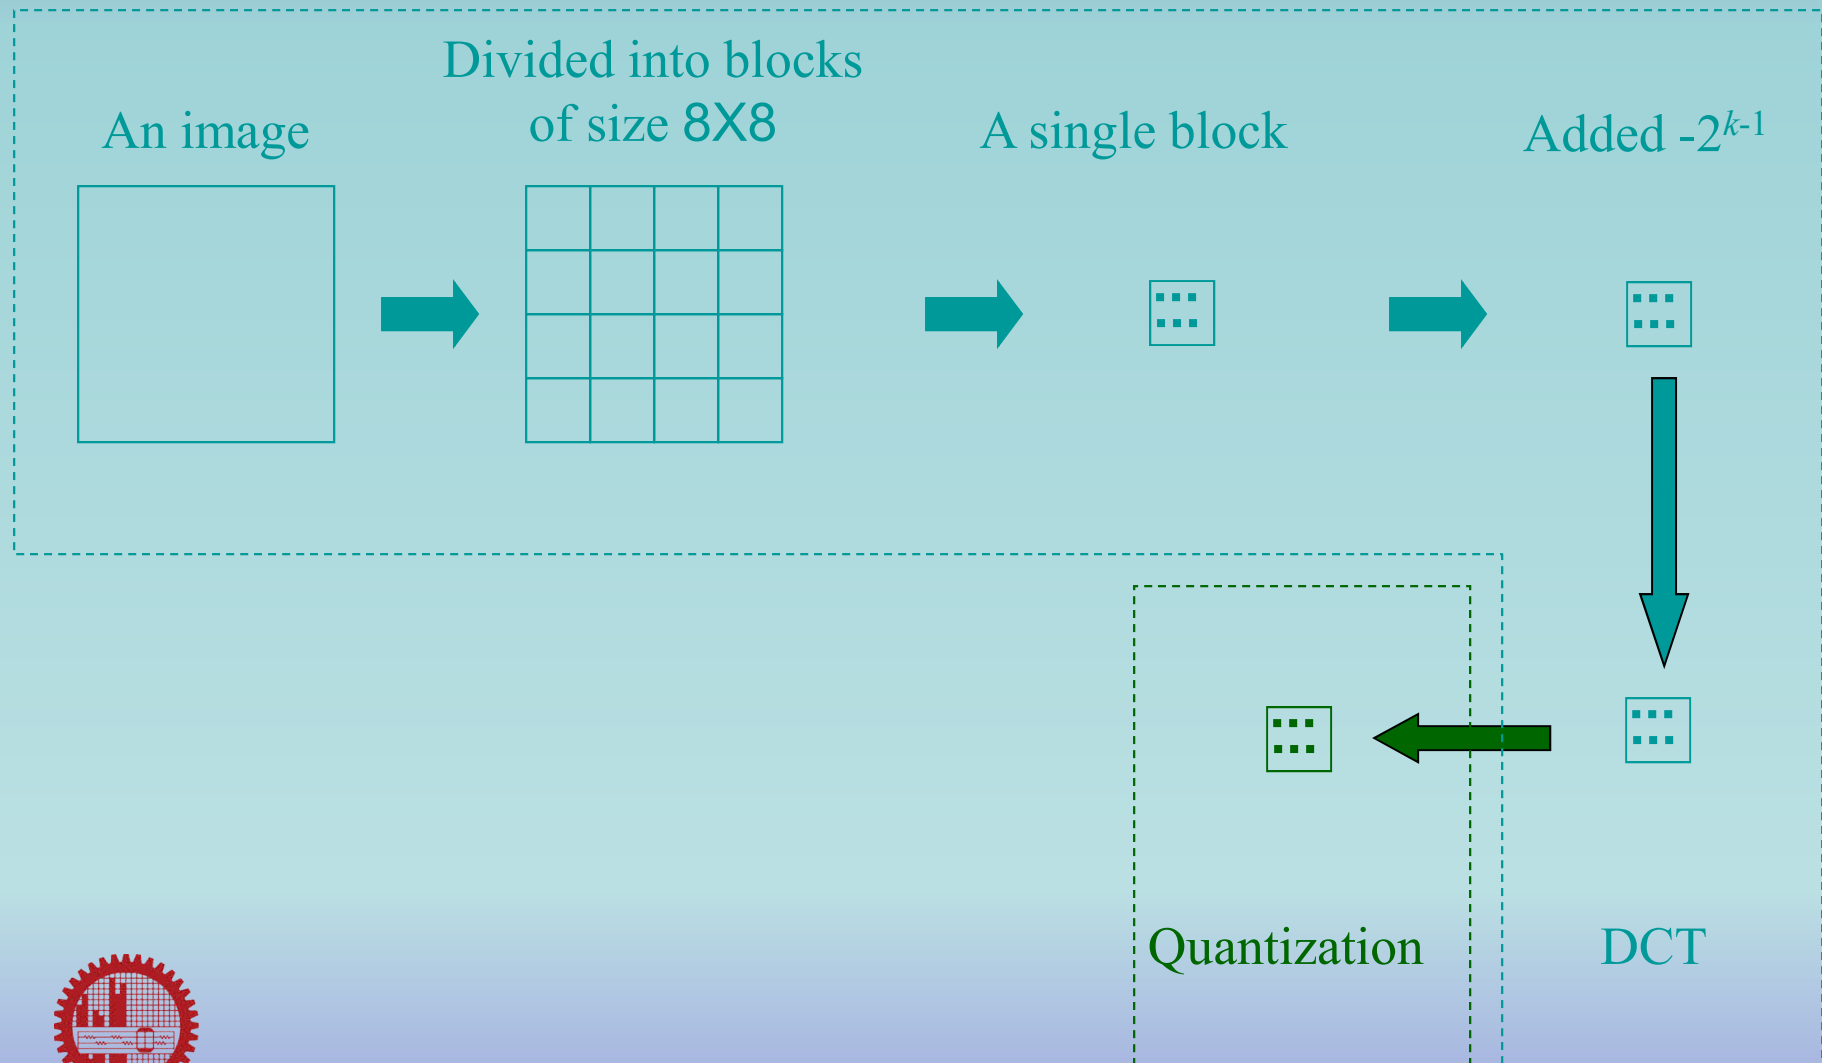 An image
Divided into blocks
of size 8X8
A single block
Added -2^{k-1}
Quantization
DCT